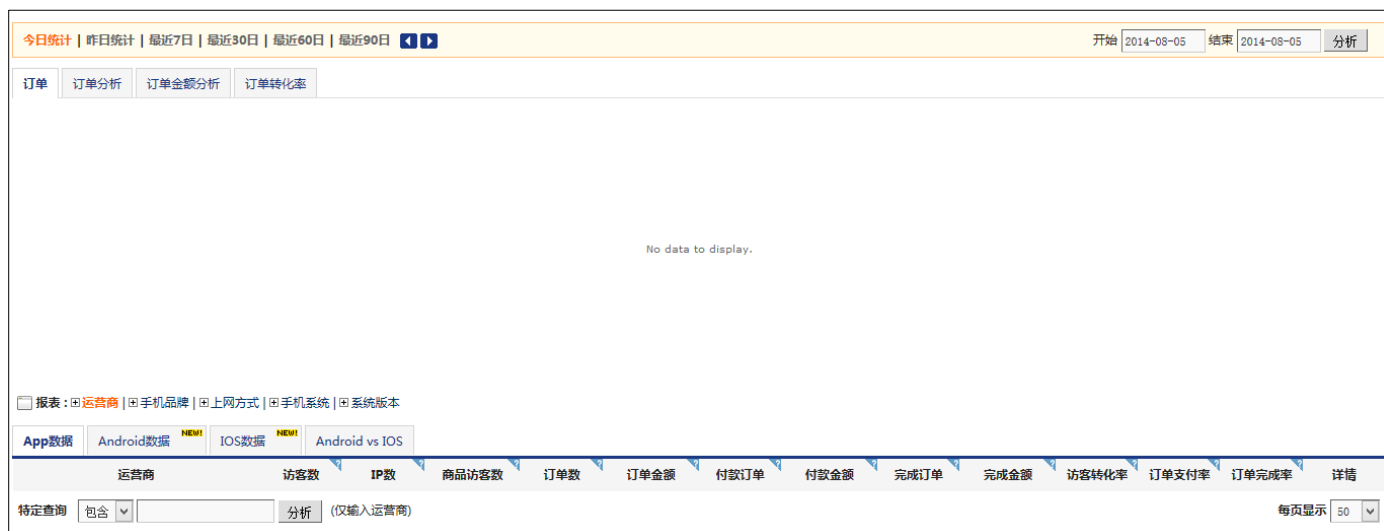 今日统计 | 昨日统计 | 最近7日 | 最近30日 | 最近60日 | 最近90日 开始 2014-08-05 结束 2014-08-05 分析
订单 订单分析 订单金额分析 订单转化率
No data to display.
报表 : 运营商 | 手机品牌 | 上网方式 | 手机系统 | 系统版本
App数据 Android数据 NEW! IOS数据 NEW! Android vs IOS
运营商 访客数 ? IP数 ? 商品访客数 ? 订单数 ? 订单金额 ? 付款订单 ? 付款金额 ? 完成订单 ? 完成金额 ? 访客转化率 ? 订单支付率 ? 订单完成率 ? 详情
特定查询 包含 分析 (仅输入运营商) 每页显示 50